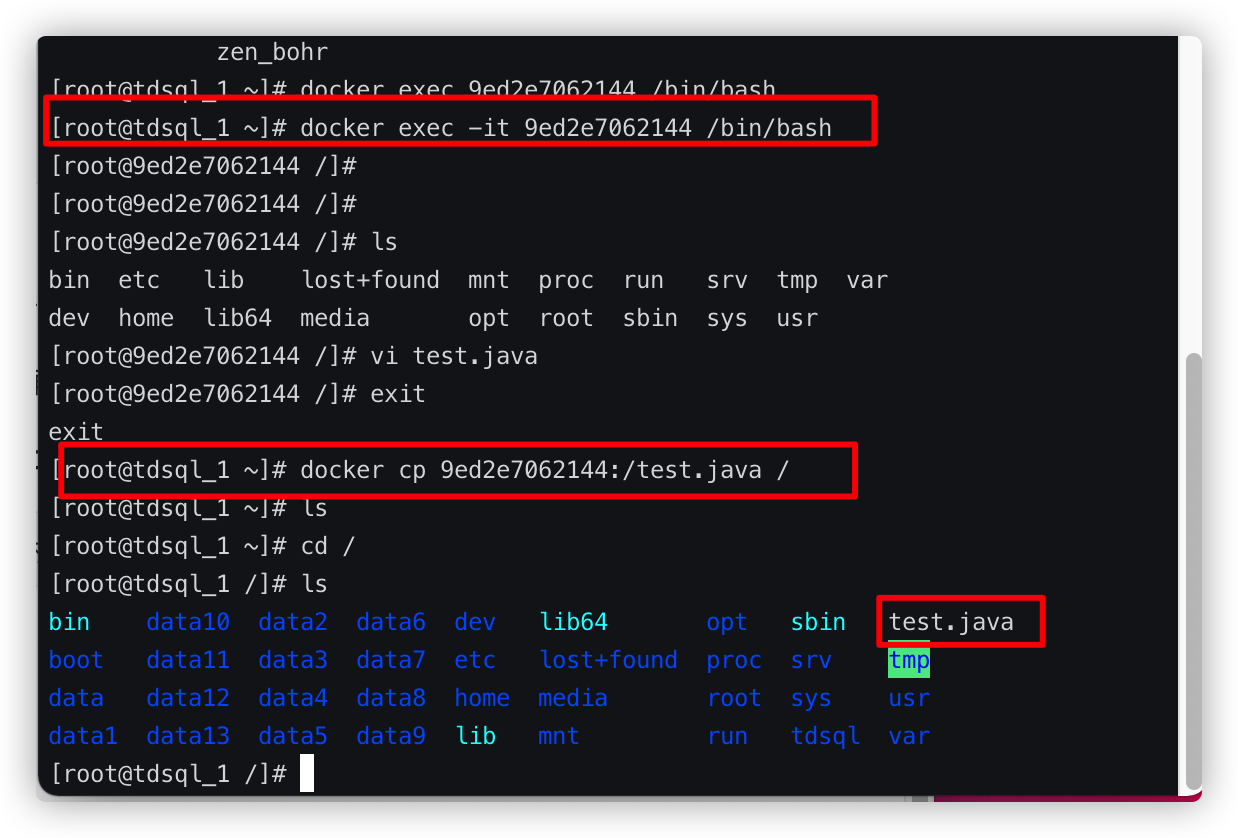 zen_bohr
[root@tdsql_1 ~]# docker exec 9ed2e7062144 /bin/bash
[root@tdsql_1 ~]# docker exec -it 9ed2e7062144 /bin/bash
[root@9ed2e7062144 /]#
[root@9ed2e7062144 /]#
[root@9ed2e7062144 /]# ls
bin etc lib lost+found mnt proc run srv tmp var
dev home lib64 media opt root sbin sys usr
[root@9ed2e7062144 /]# vi test.java
[root@9ed2e7062144 /]# exit
exit
[root@tdsql_1 ~]# docker cp 9ed2e7062144:/test.java /
[root@tdsql_1 ~]# ls
[root@tdsql_1 ~]# cd /
[root@tdsql_1 /]# ls
bin data10 data2 data6 dev lib64 opt sbin test.java
boot data11 data3 data7 etc lost+found proc srv tmp
data data12 data4 data8 home media root sys usr
data1 data13 data5 data9 lib mnt run tdsql var
[root@tdsql_1 /]#